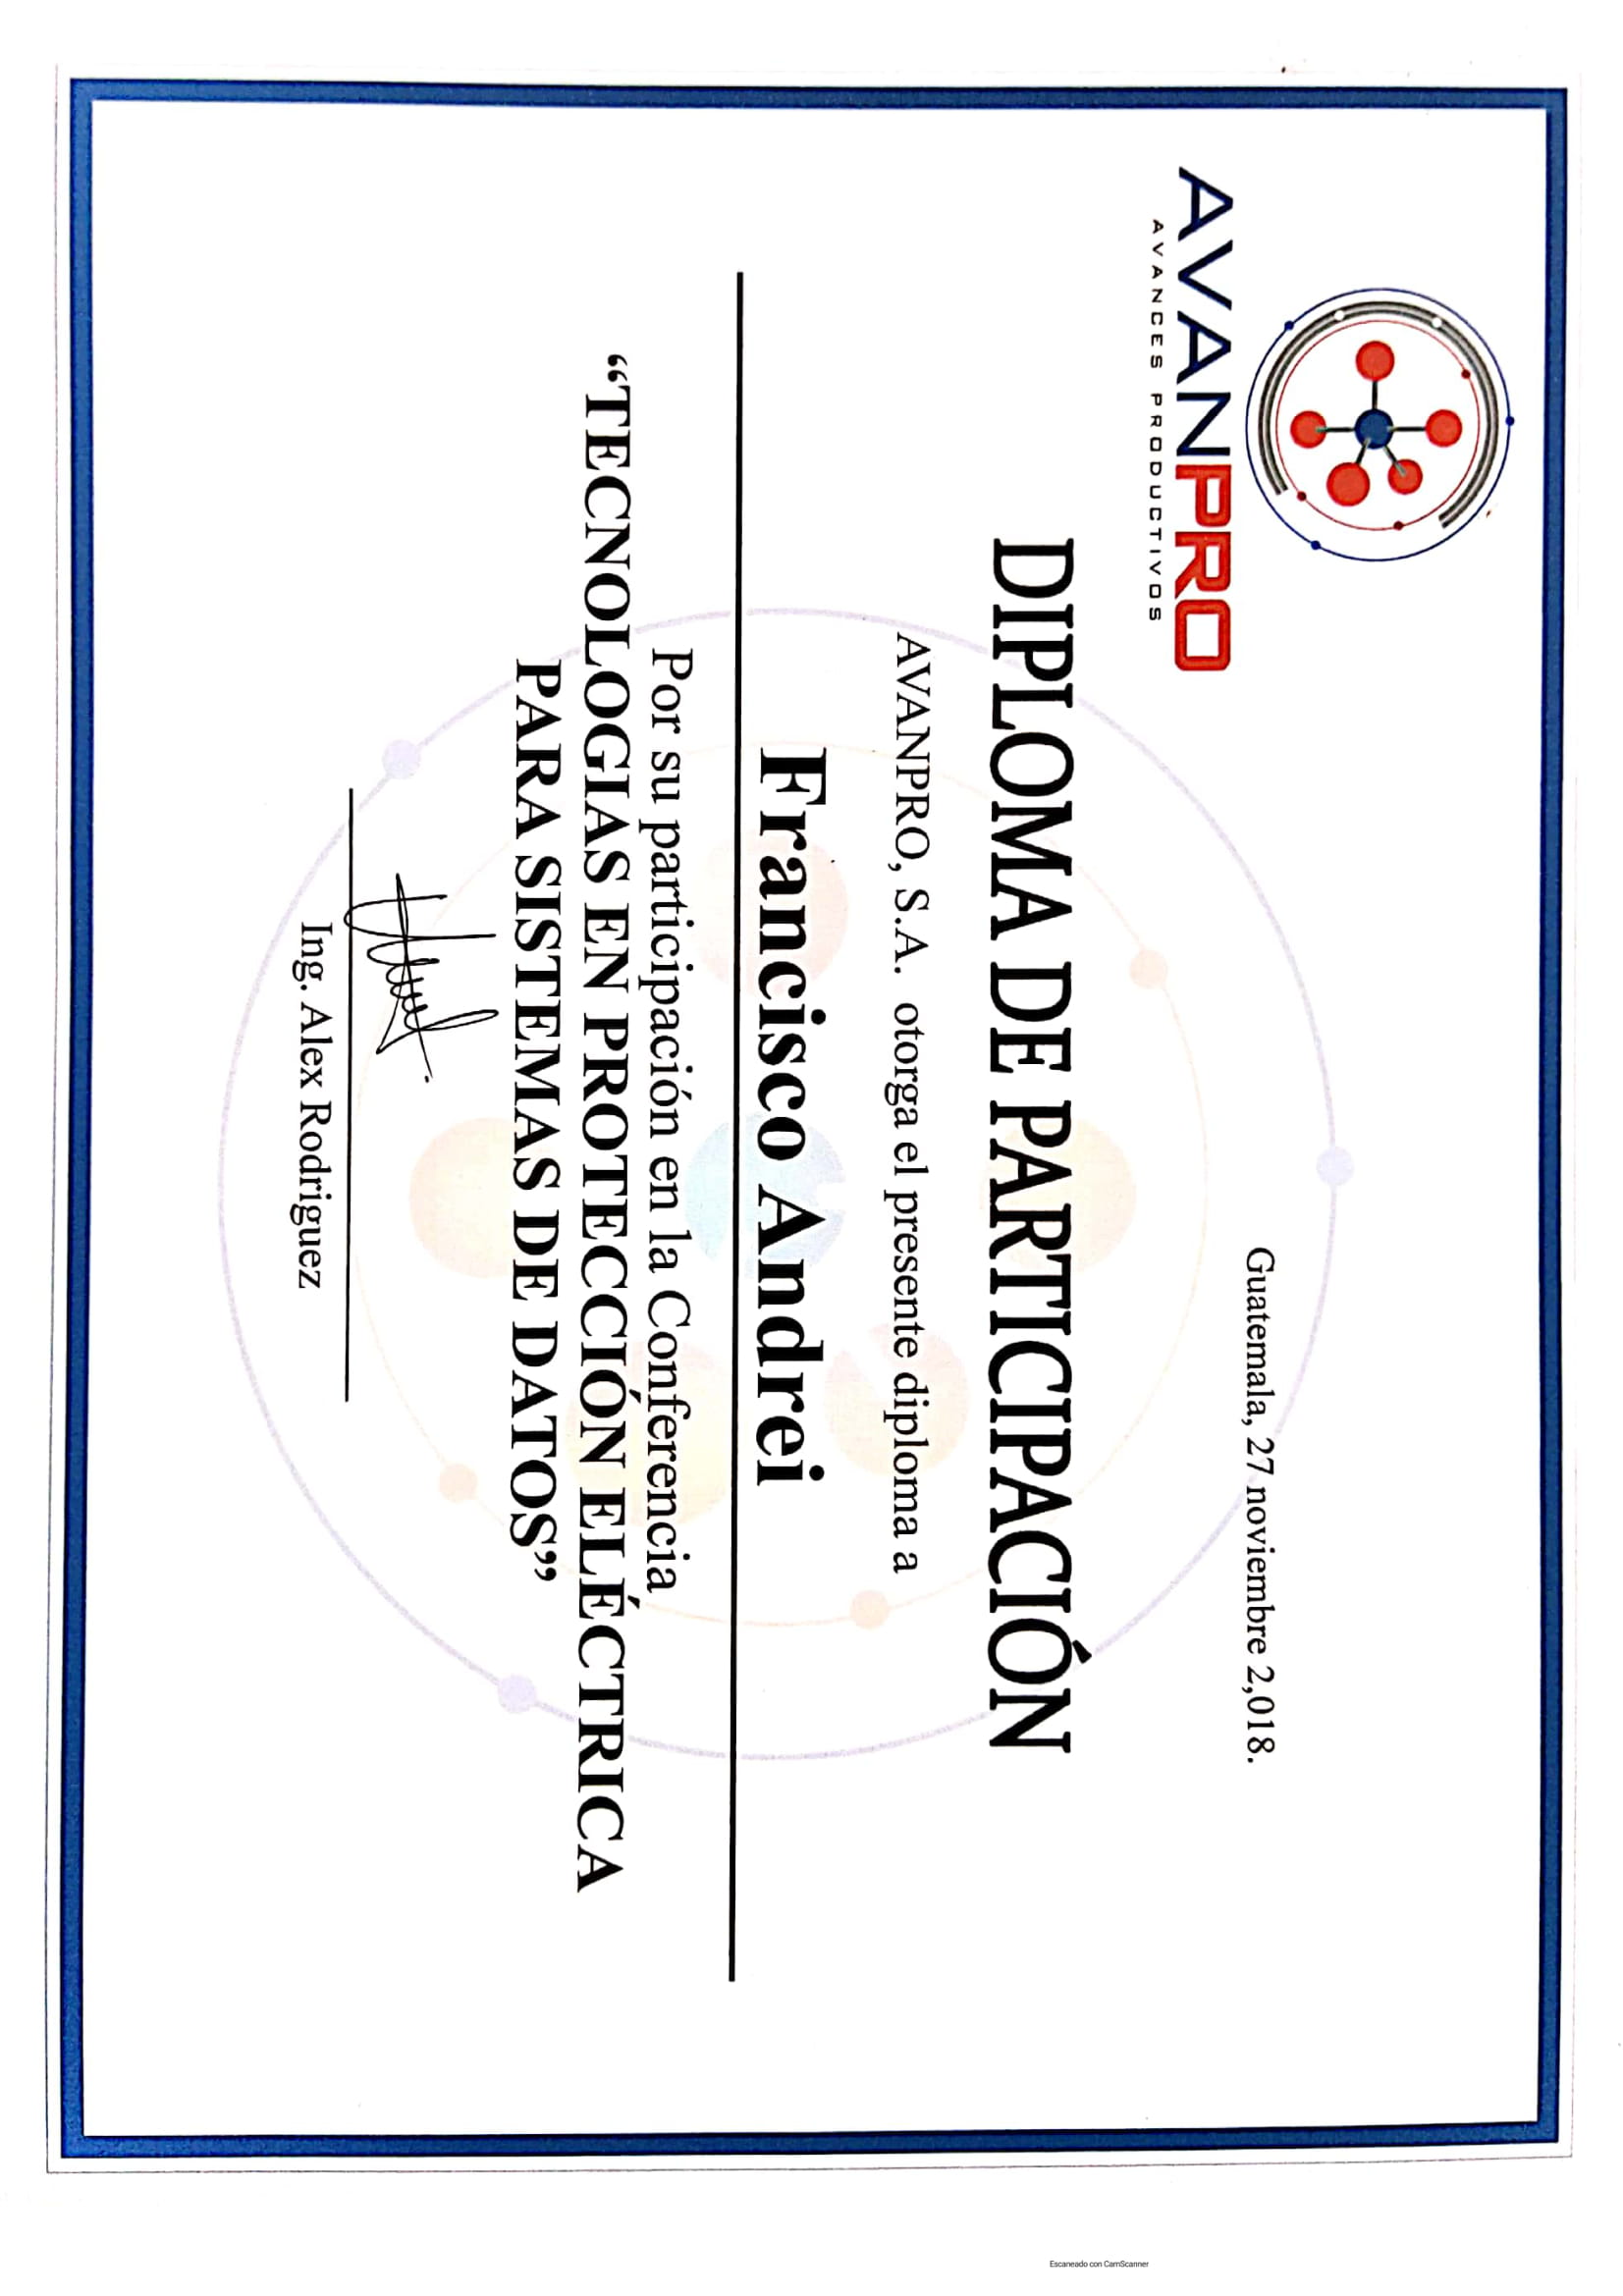 AVANPRO
AVANCES PRODUCTIVOS
Guatemala, 27 noviembre 2,018.
DIPLOMA DE PARTICIPACIÓN
AVANPRO, S.A. otorga el presente diploma a
Francisco Andrei
Por su participación en la Conferencia
“TECNOLOGIAS EN PROTECCIÓN ELÉCTRICA
PARA SISTEMAS DE DATOS”
Ing. Alex Rodriguez
Escaneado con CamScanner